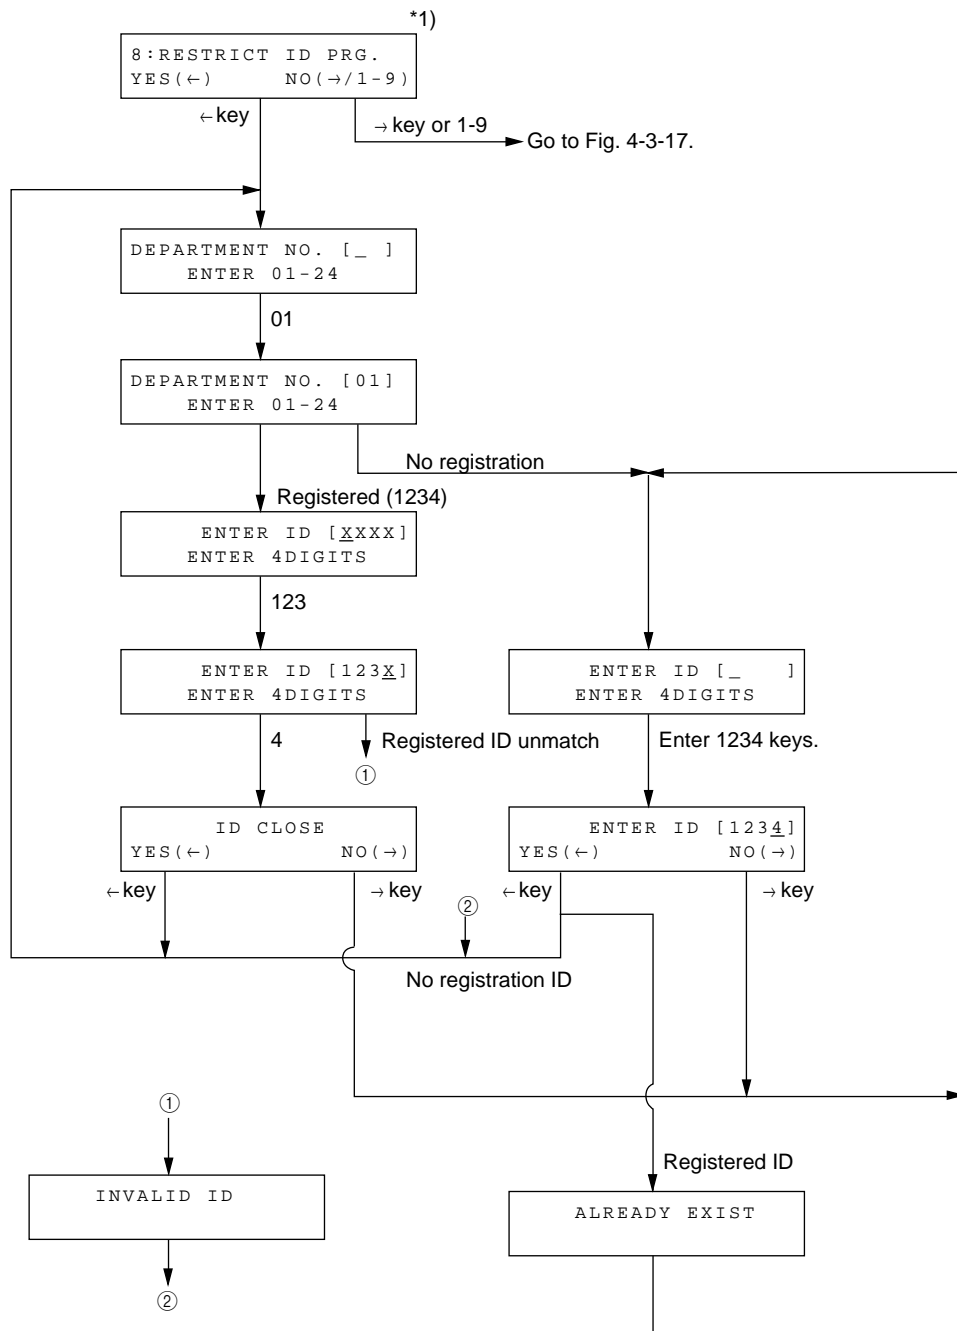 *1)
8:RESTRICT ID PRG.
YES(←) NO(→/1-9)
←key
→key or 1-9
Go to Fig. 4-3-17.
DEPARTMENT NO. [_ ]
ENTER 01-24
01
DEPARTMENT NO. [01]
ENTER 01-24
No registration
Registered (1234)
ENTER ID [XXXX]
ENTER 4DIGITS
123
ENTER ID [123X]
ENTER 4DIGITS
ENTER ID [_ ]
ENTER 4DIGITS
4
Registered ID unmatch
Enter 1234 keys.
①
ID CLOSE
YES(←) NO(→)
ENTER ID [1234]
YES(←) NO(→)
←key
→key
②
←key
→key
No registration ID
①
Registered ID
INVALID ID
ALREADY EXIST
②